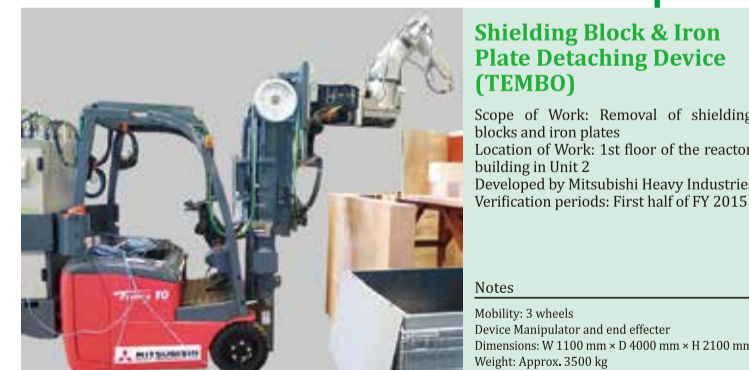 Shielding Block & Iron
Plate Detaching Device
(TEMBO)
Scope of Work: Removal of shielding
blocks and iron plates
Location of Work: 1st floor of the reactor
building in Unit 2
Developed by Mitsubishi Heavy Industries
Verification periods: First half of FY 2015
Notes
Mobility: 3 wheels
Device Manipulator and end effecter
Dimensions: W 1100 mm × D 4000 mm × H 2100 mm
Weight: Approx. 3500 kg
10
MITSUBISHI